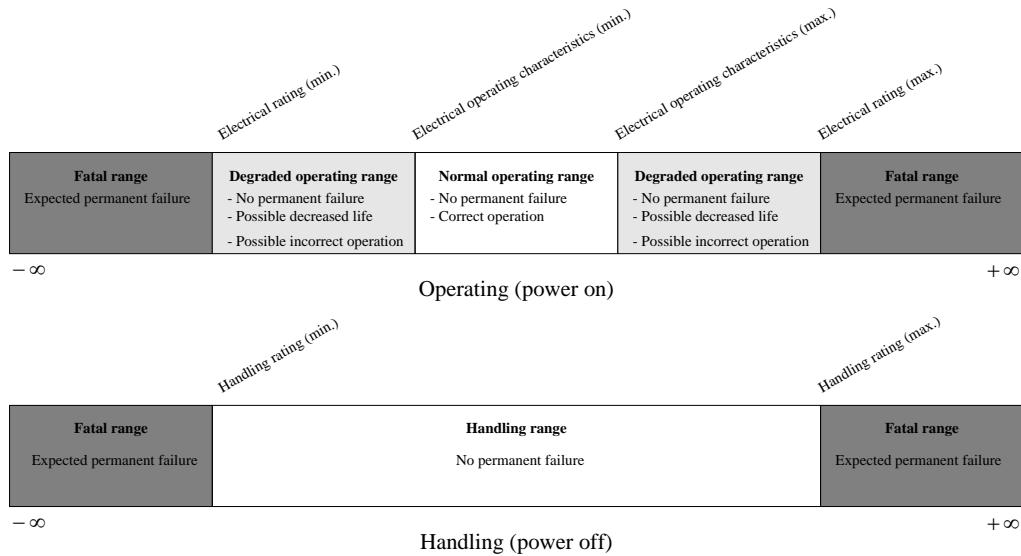 Electrical rating (min.)
Electrical operating characteristics (min.)
Electrical operating characteristics (max.)
Electrical rating (max.)
Fatal range
Expected permanent failure
Degraded operating range
- No permanent failure
- Possible decreased life
- Possible incorrect operation
Normal operating range
- No permanent failure
- Correct operation
Degraded operating range
- No permanent failure
- Possible decreased life
- Possible incorrect operation
Fatal range
Expected permanent failure
– ∞
+ ∞
Operating (power on)
Handling rating (min.)
Handling rating (max.)
Fatal range
Expected permanent failure
Handling range
No permanent failure
Fatal range
Expected permanent failure
– ∞
+ ∞
Handling (power off)